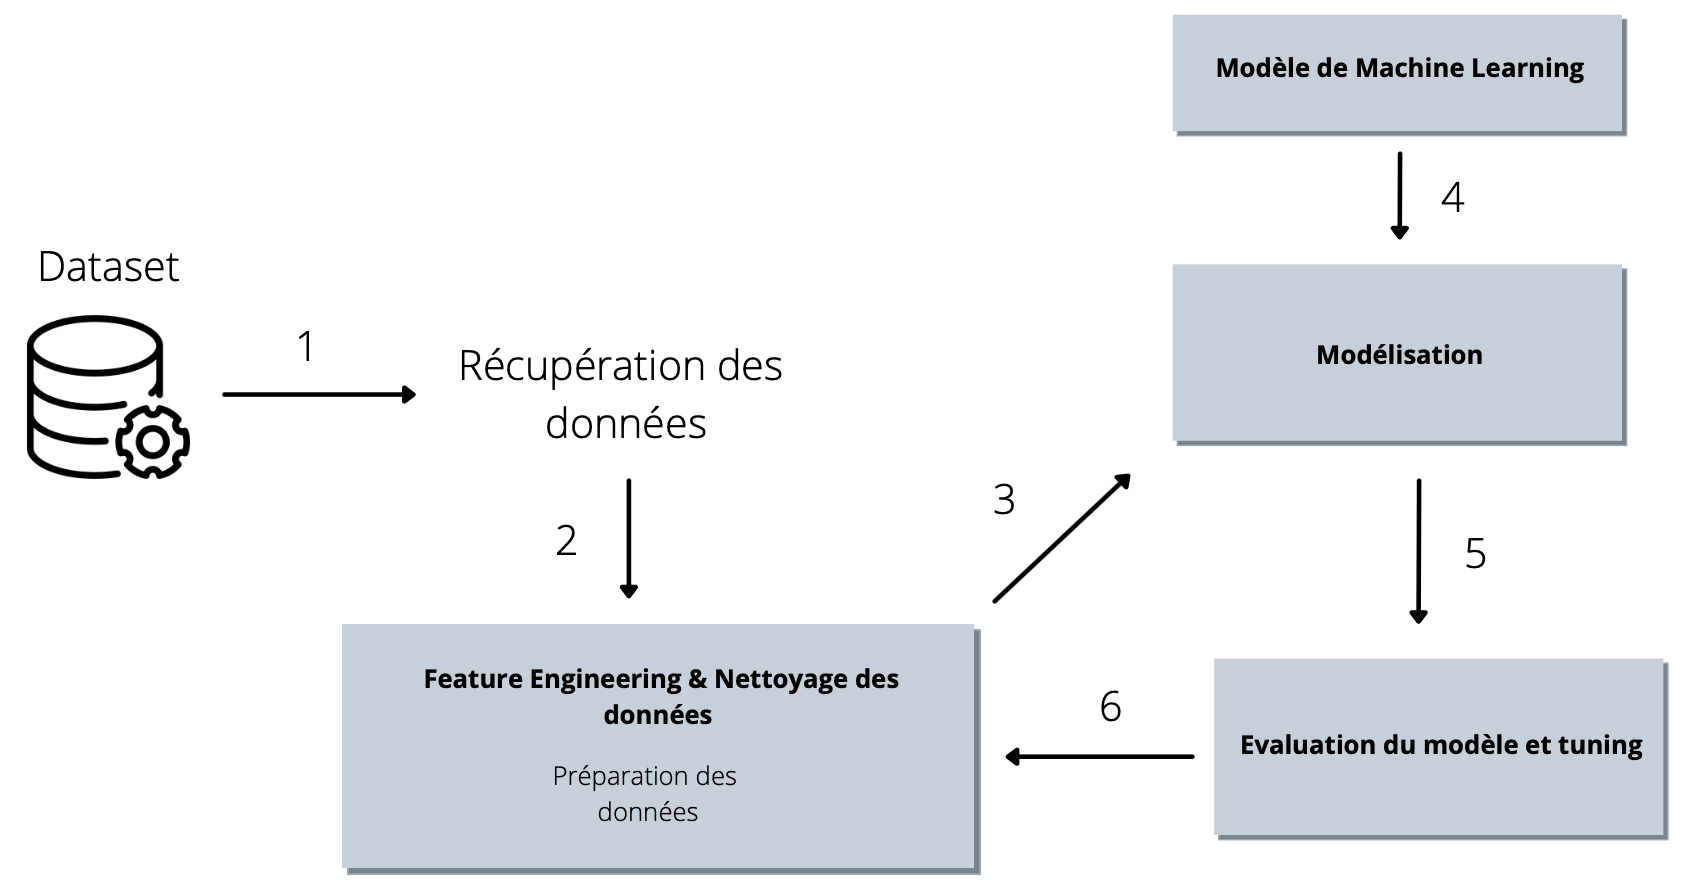 Modèle de Machine Learning
4
Dataset
1
Récupération des
données
Modélisation
3
2
5
Feature Engineering & Nettoyage des
données
Préparation des
données
6
Evaluation du modèle et tuning